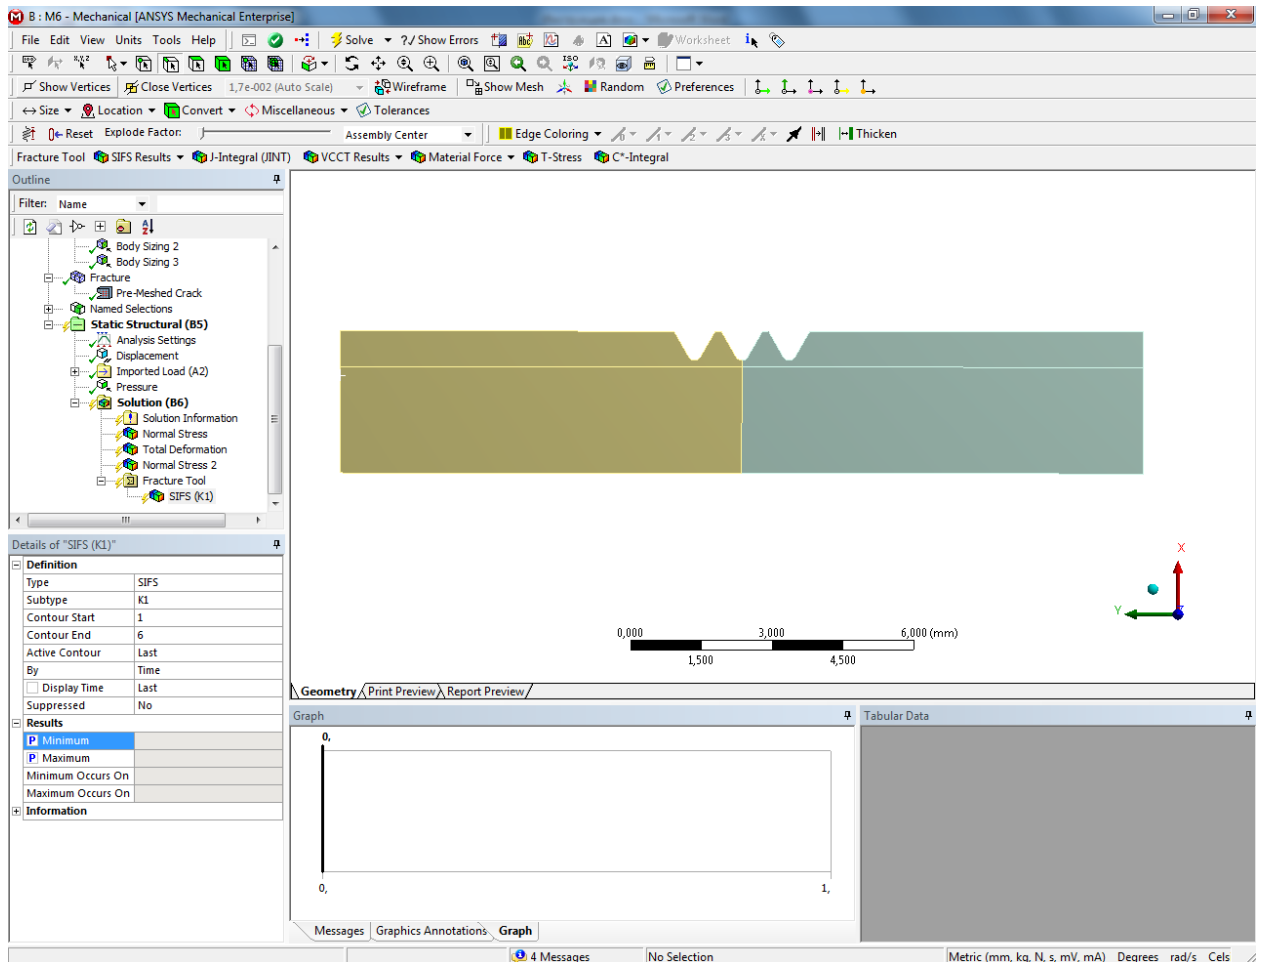 B : M6 - Mechanical [ANSYS Mechanical Enterprise]
File Edit View Units Tools Help Solve ?/ Show Errors Worksheet
Show Vertices Close Vertices 1,7e-002 (Auto Scale) Wireframe Show Mesh Random Preferences
Size Location Convert Miscellaneous Tolerances
Reset Explode Factor: Assembly Center Edge Coloring Thicken
Fracture Tool SIFS Results J-Integral (JINT) VCCT Results Material Force T-Stress C*-Integral
Outline
Filter: Name
Body Sizing 2
Body Sizing 3
Fracture
Pre-Meshed Crack
Named Selections
Static Structural (B5)
Analysis Settings
Displacement
Imported Load (A2)
Pressure
Solution (B6)
Solution Information
Normal Stress
Total Deformation
Normal Stress 2
Fracture Tool
SIFS (K1)
Details of "SIFS (K1)"
Definition
Type SIFS
Subtype K1
Contour Start 1
Contour End 6
Active Contour Last
By Time
Display Time Last
Suppressed No
Results
P Minimum
P Maximum
Minimum Occurs On
Maximum Occurs On
Information
X
Y
Z
0,000 3,000 6,000 (mm)
1,500 4,500
Geometry Print Preview Report Preview
Graph
0,
0, 1,
Messages Graphics Annotations Graph
Tabular Data
4 Messages No Selection Metric (mm, kg, N, s, mV, mA) Degrees rad/s Cels